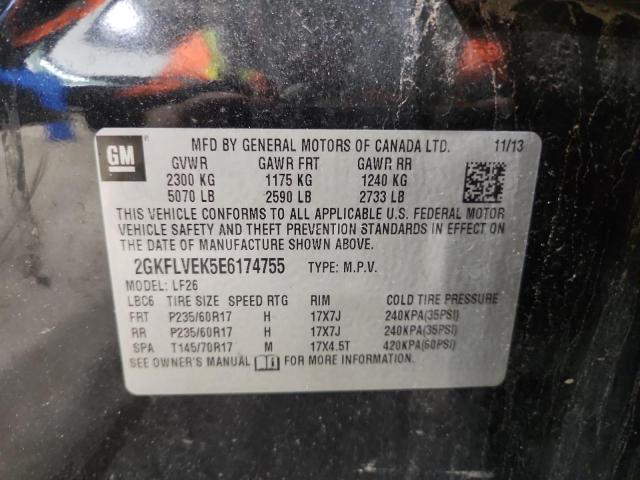 GM
MFD BY GENERAL MOTORS OF CANADA LTD. 11/13
GVWR GAWR FRT GAWR RR
2300 KG 1175 KG 1240 KG
5070 LB 2590 LB 2733 LB
THIS VEHICLE CONFORMS TO ALL APPLICABLE U.S. FEDERAL MOTOR
VEHICLE SAFETY AND THEFT PREVENTION STANDARDS IN EFFECT ON
THE DATE OF MANUFACTURE SHOWN ABOVE.
2GKFLVEK5E6174755 TYPE: M.P.V.
MODEL: LF26
LBC6 TIRE SIZE SPEED RTG RIM COLD TIRE PRESSURE
FRT P235/60R17 H 17X7J 240KPA(35PSI)
RR P235/60R17 H 17X7J 240KPA(35PSI)
SPA T145/70R17 M 17X4.5T 420KPA(60PSI)
SEE OWNER'S MANUAL FOR MORE INFORMATION.